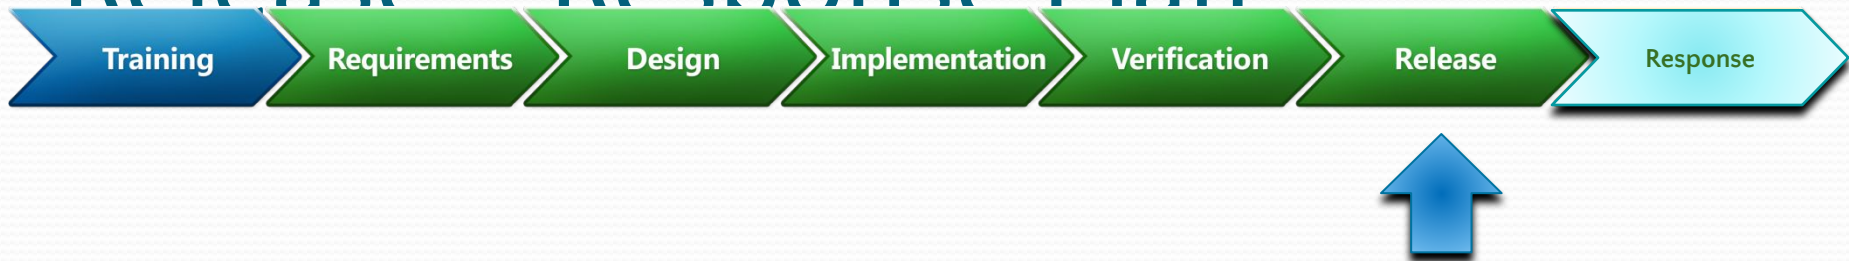 Training
Requirements
Design
Implementation
Verification
Release
Response